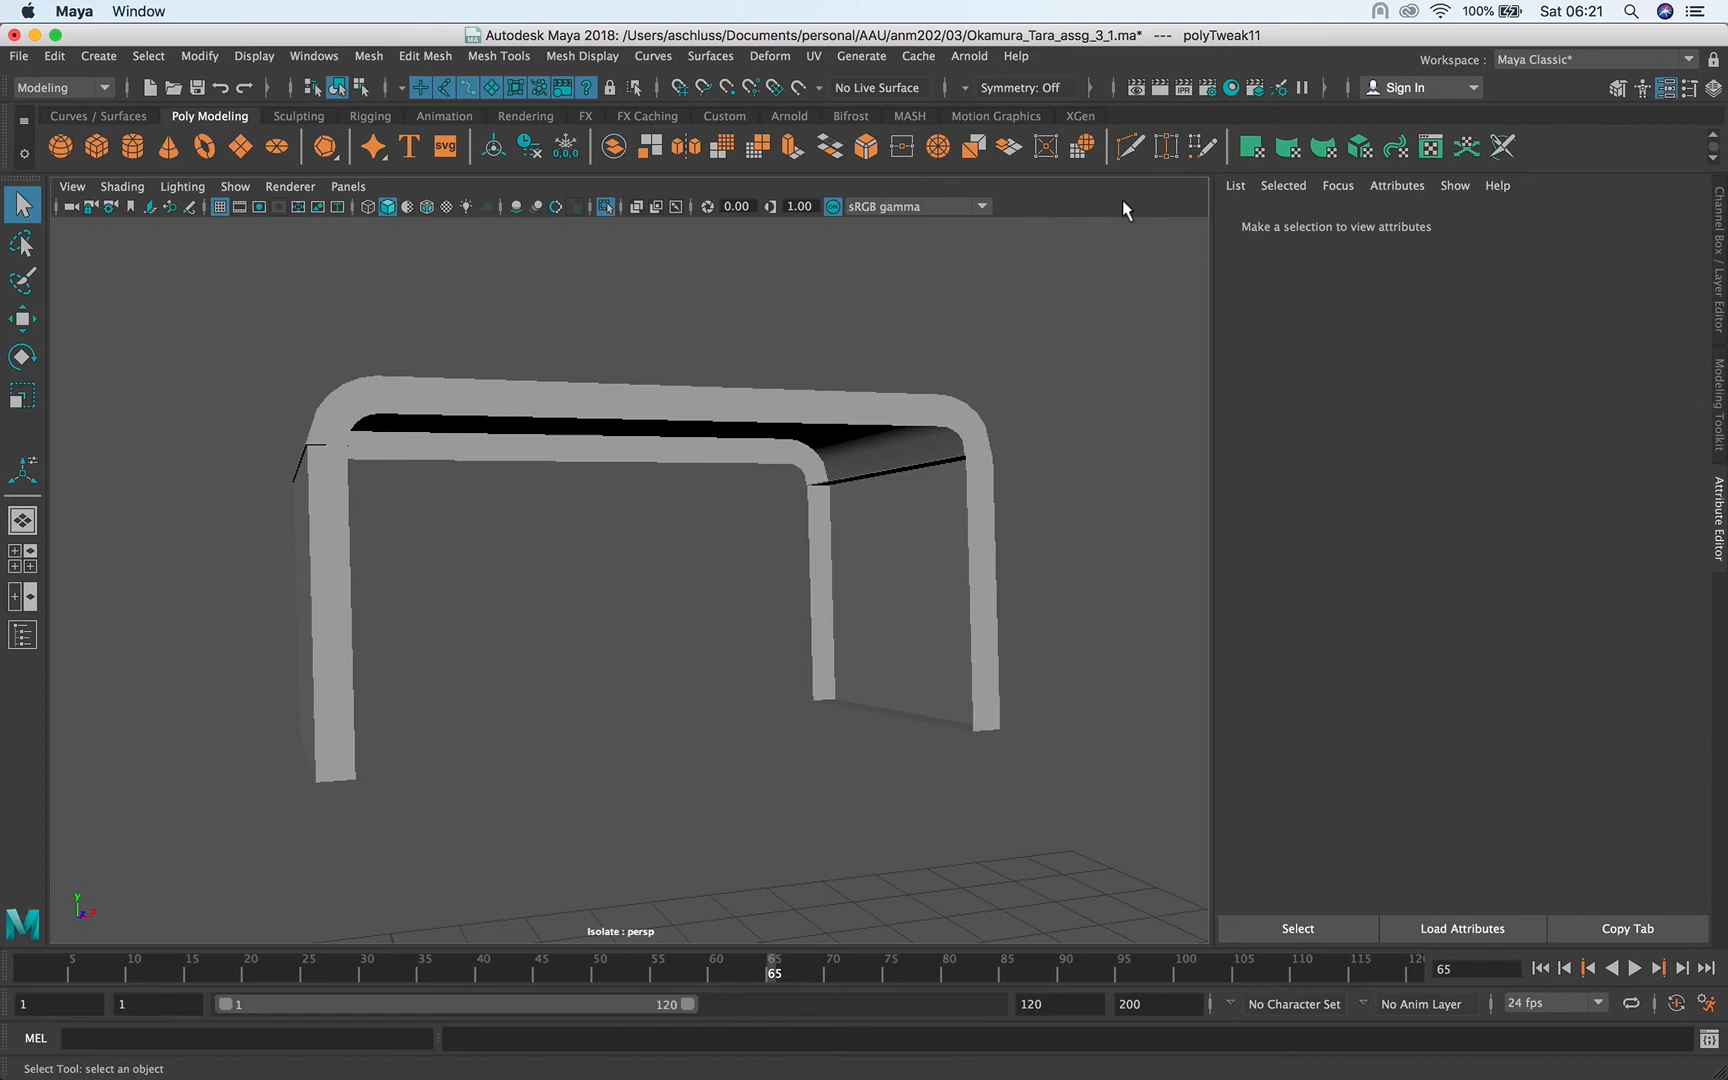 Maya Window 100% Sat 06:21
Autodesk Maya 2018: /Users/aschluss/Documents/personal/AAU/anm202/03/Okamura_Tara_assg_3_1.ma* --- polyTweak11
File Edit Create Select Modify Display Windows Mesh Edit Mesh Mesh Tools Mesh Display Curves Surfaces Deform UV Generate Cache Arnold Help Workspace : Maya Classic*
Modeling No Live Surface Symmetry: Off IPR Sign In
Curves / Surfaces Poly Modeling Sculpting Rigging Animation Rendering FX FX Caching Custom Arnold Bifrost MASH Motion Graphics XGen
T svg 0,0,0
View Shading Lighting Show Renderer Panels
0.00 1.00 ON sRGB gamma
List Selected Focus Attributes Show Help
Make a selection to view attributes
Channel Box / Layer Editor
Modeling Toolkit
Attribute Editor
y
z x
Isolate : persp
Select Load Attributes Copy Tab
5 10 15 20 25 30 35 40 45 50 55 60 65 70 75 80 85 90 95 100 105 110 115 12
65 65
1 1 1 120 120 200 No Character Set No Anim Layer 24 fps
MEL
Select Tool: select an object